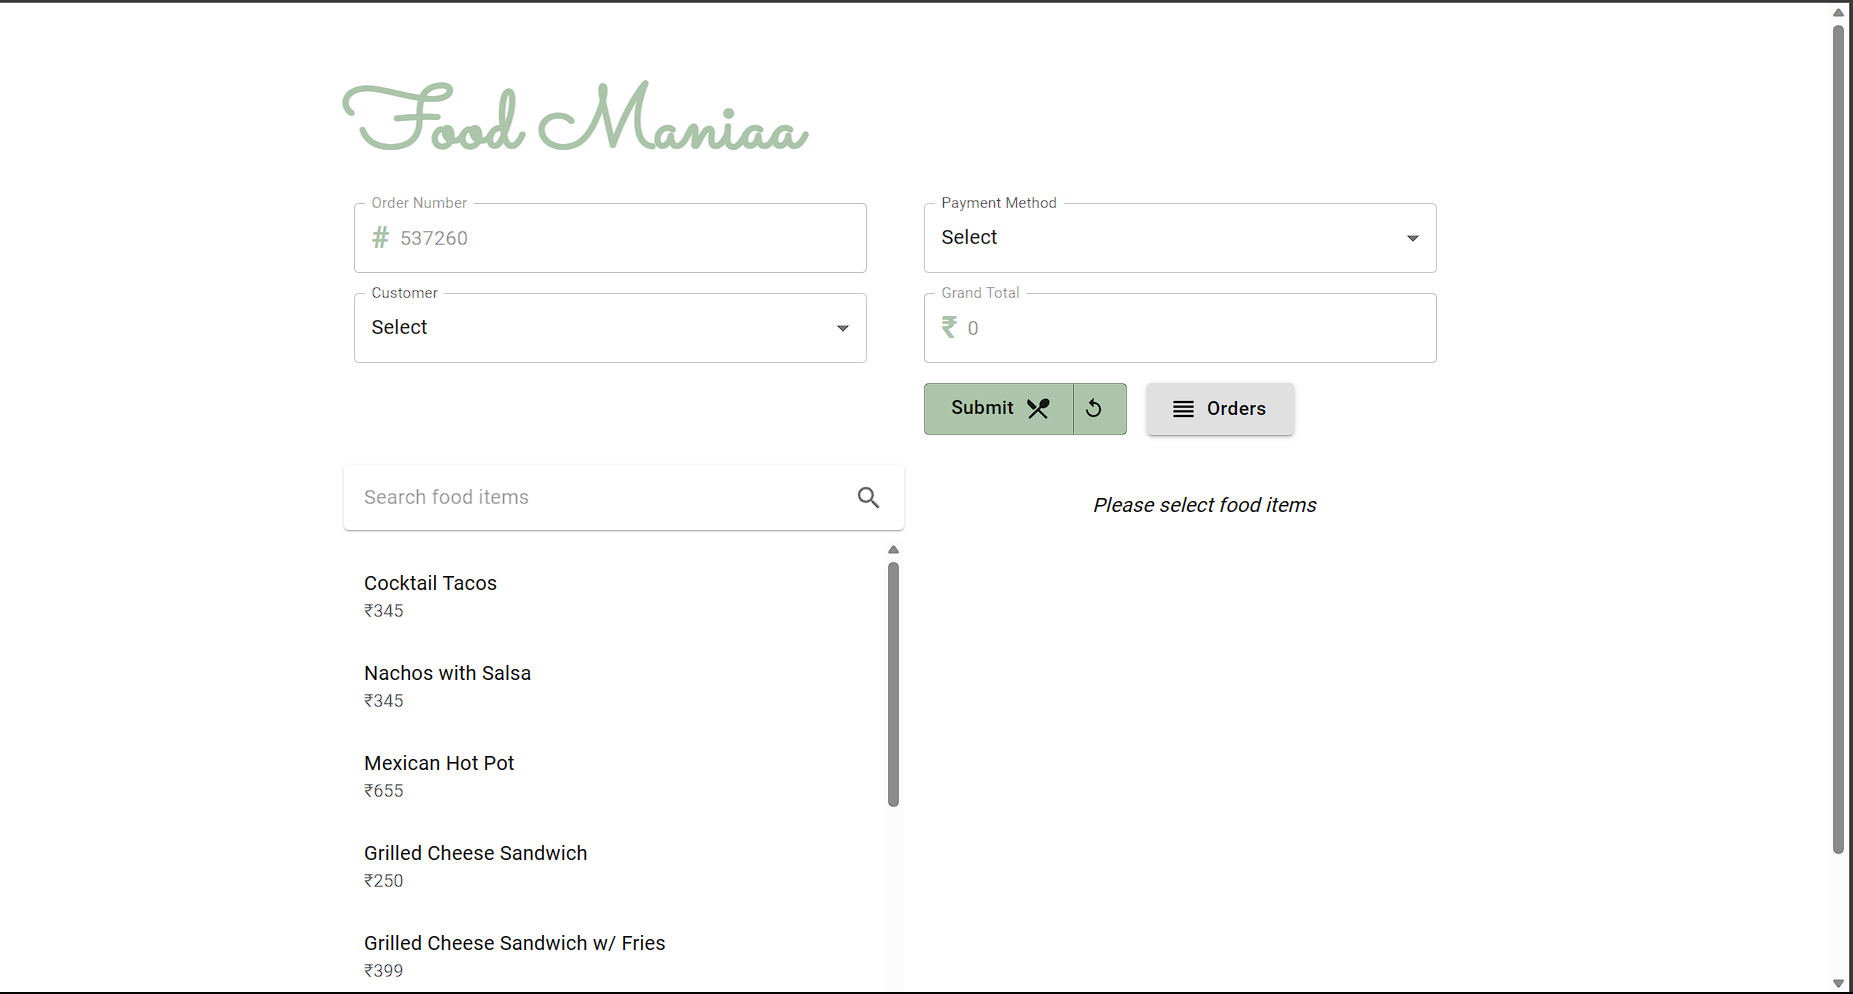 Food Maniaa
Order Number
# 537260
Payment Method
Select
Customer
Select
Grand Total
₹ 0
Submit
Orders
Search food items
Please select food items
Cocktail Tacos
₹345
Nachos with Salsa
₹345
Mexican Hot Pot
₹655
Grilled Cheese Sandwich
₹250
Grilled Cheese Sandwich w/ Fries
₹399